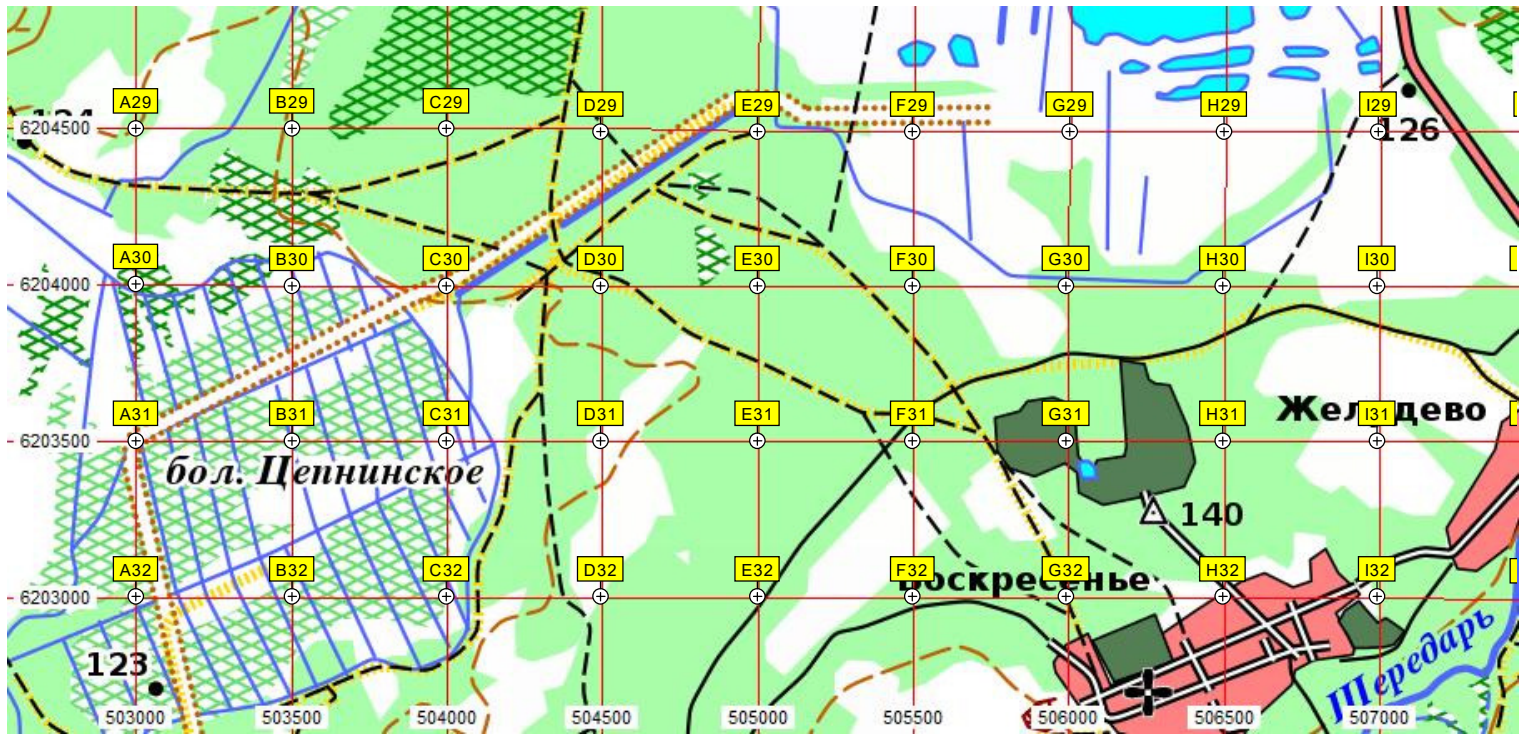 A29 B29 C29 D29 E29 F29 G29 H29 I29
6204500
126
A30 B30 C30 D30 E30 F30 G30 H30 I30
6204000
A31 B31 C31 D31 E31 F31 G31 H31 I31
6203500
бол. Цепнинское
140
A32 B32 C32 D32 E32 F32 G32 H32 I32
6203000
Воскресенье
123
Шередарь
503000 503500 504000 504500 505000 505500 506000 506500 507000